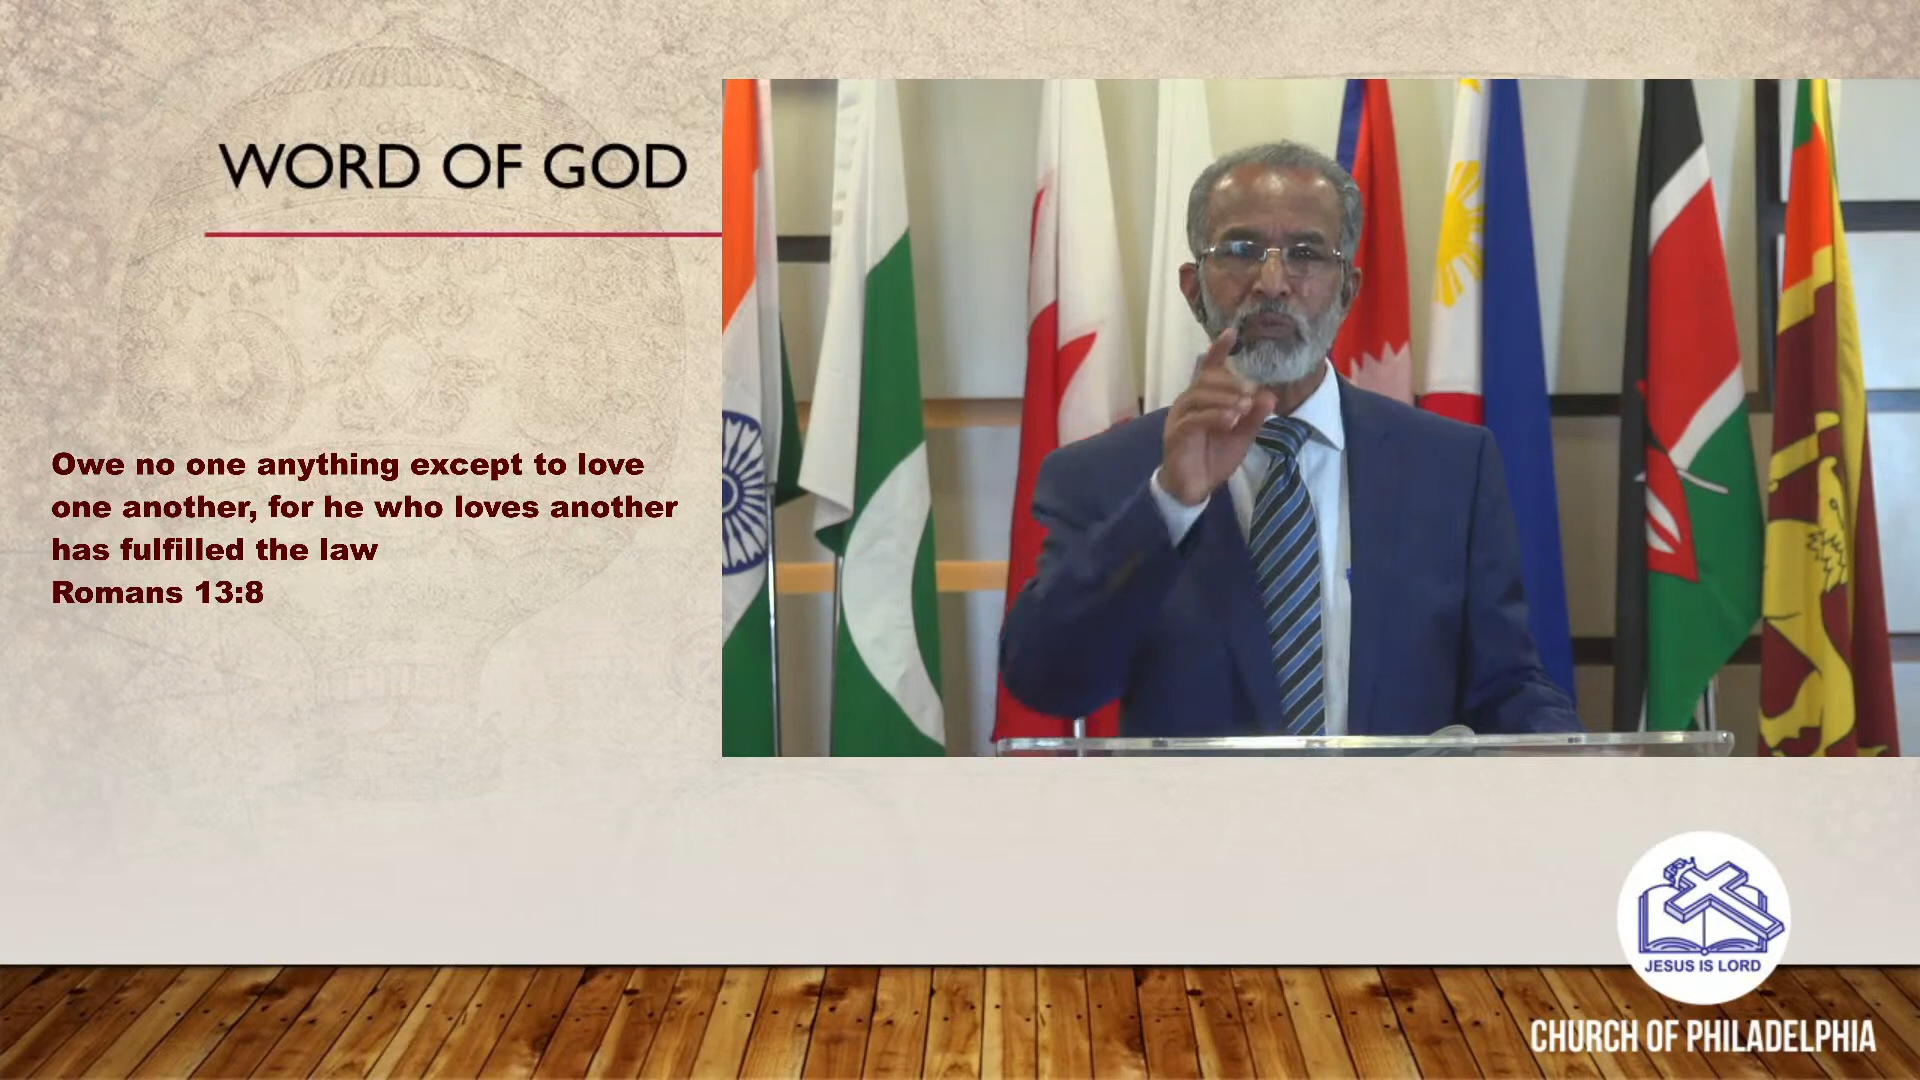 WORD OF GOD
Owe no one anything except to love
one another, for he who loves another
has fulfilled the law
Romans 13:8
JESUS IS LORD
CHURCH OF PHILADELPHIA